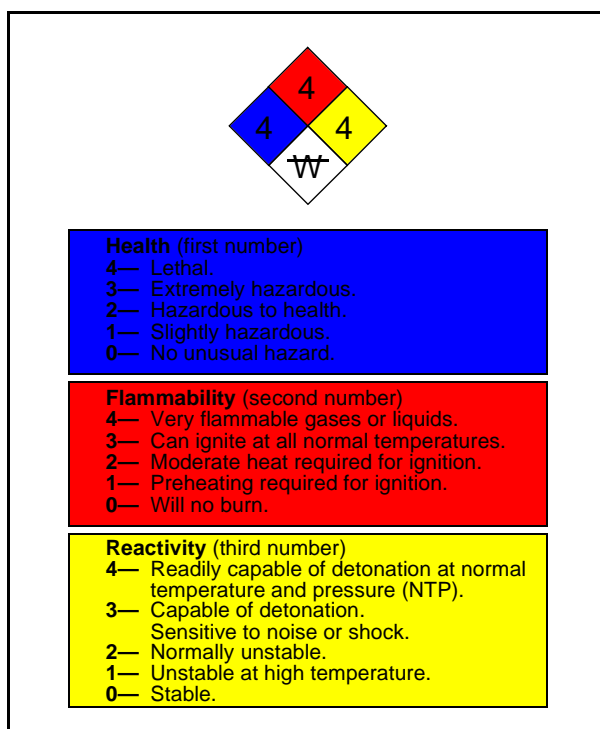 4
4 4
W
Health (first number)
4— Lethal.
3— Extremely hazardous.
2— Hazardous to health.
1— Slightly hazardous.
0— No unusual hazard.
Flammability (second number)
4— Very flammable gases or liquids.
3— Can ignite at all normal temperatures.
2— Moderate heat required for ignition.
1— Preheating required for ignition.
0— Will no burn.
Reactivity (third number)
4— Readily capable of detonation at normal
temperature and pressure (NTP).
3— Capable of detonation.
Sensitive to noise or shock.
2— Normally unstable.
1— Unstable at high temperature.
0— Stable.